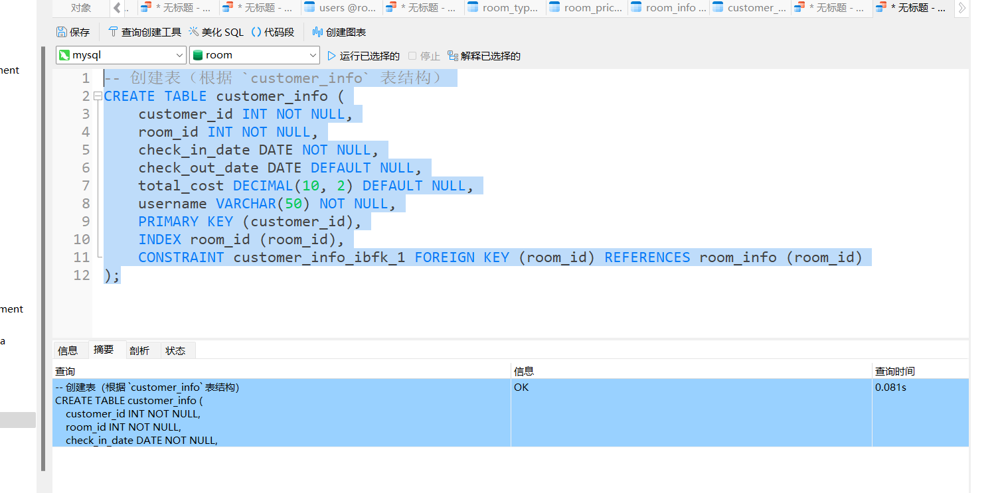 对象 * 无标题 - ... * 无标题 - ... users @ro... * 无标题 - ... room_typ... room_pric... room_info ... customer_... * 无标题 - ... * 无标题 - ...
保存 查询创建工具 美化 SQL () 代码段 创建图表
mysql room 运行已选择的 停止 解释已选择的
ment
1 -- 创建表（根据 `customer_info` 表结构）
2 CREATE TABLE customer_info (
3 customer_id INT NOT NULL,
4 room_id INT NOT NULL,
5 check_in_date DATE NOT NULL,
6 check_out_date DATE DEFAULT NULL,
7 total_cost DECIMAL(10, 2) DEFAULT NULL,
8 username VARCHAR(50) NOT NULL,
9 PRIMARY KEY (customer_id),
10 INDEX room_id (room_id),
11 CONSTRAINT customer_info_ibfk_1 FOREIGN KEY (room_id) REFERENCES room_info (room_id)
12 );
ment
a
信息 摘要 剖析 状态
查询 信息 查询时间
-- 创建表（根据 `customer_info` 表结构） OK 0.081s
CREATE TABLE customer_info (
customer_id INT NOT NULL,
room_id INT NOT NULL,
check_in_date DATE NOT NULL,